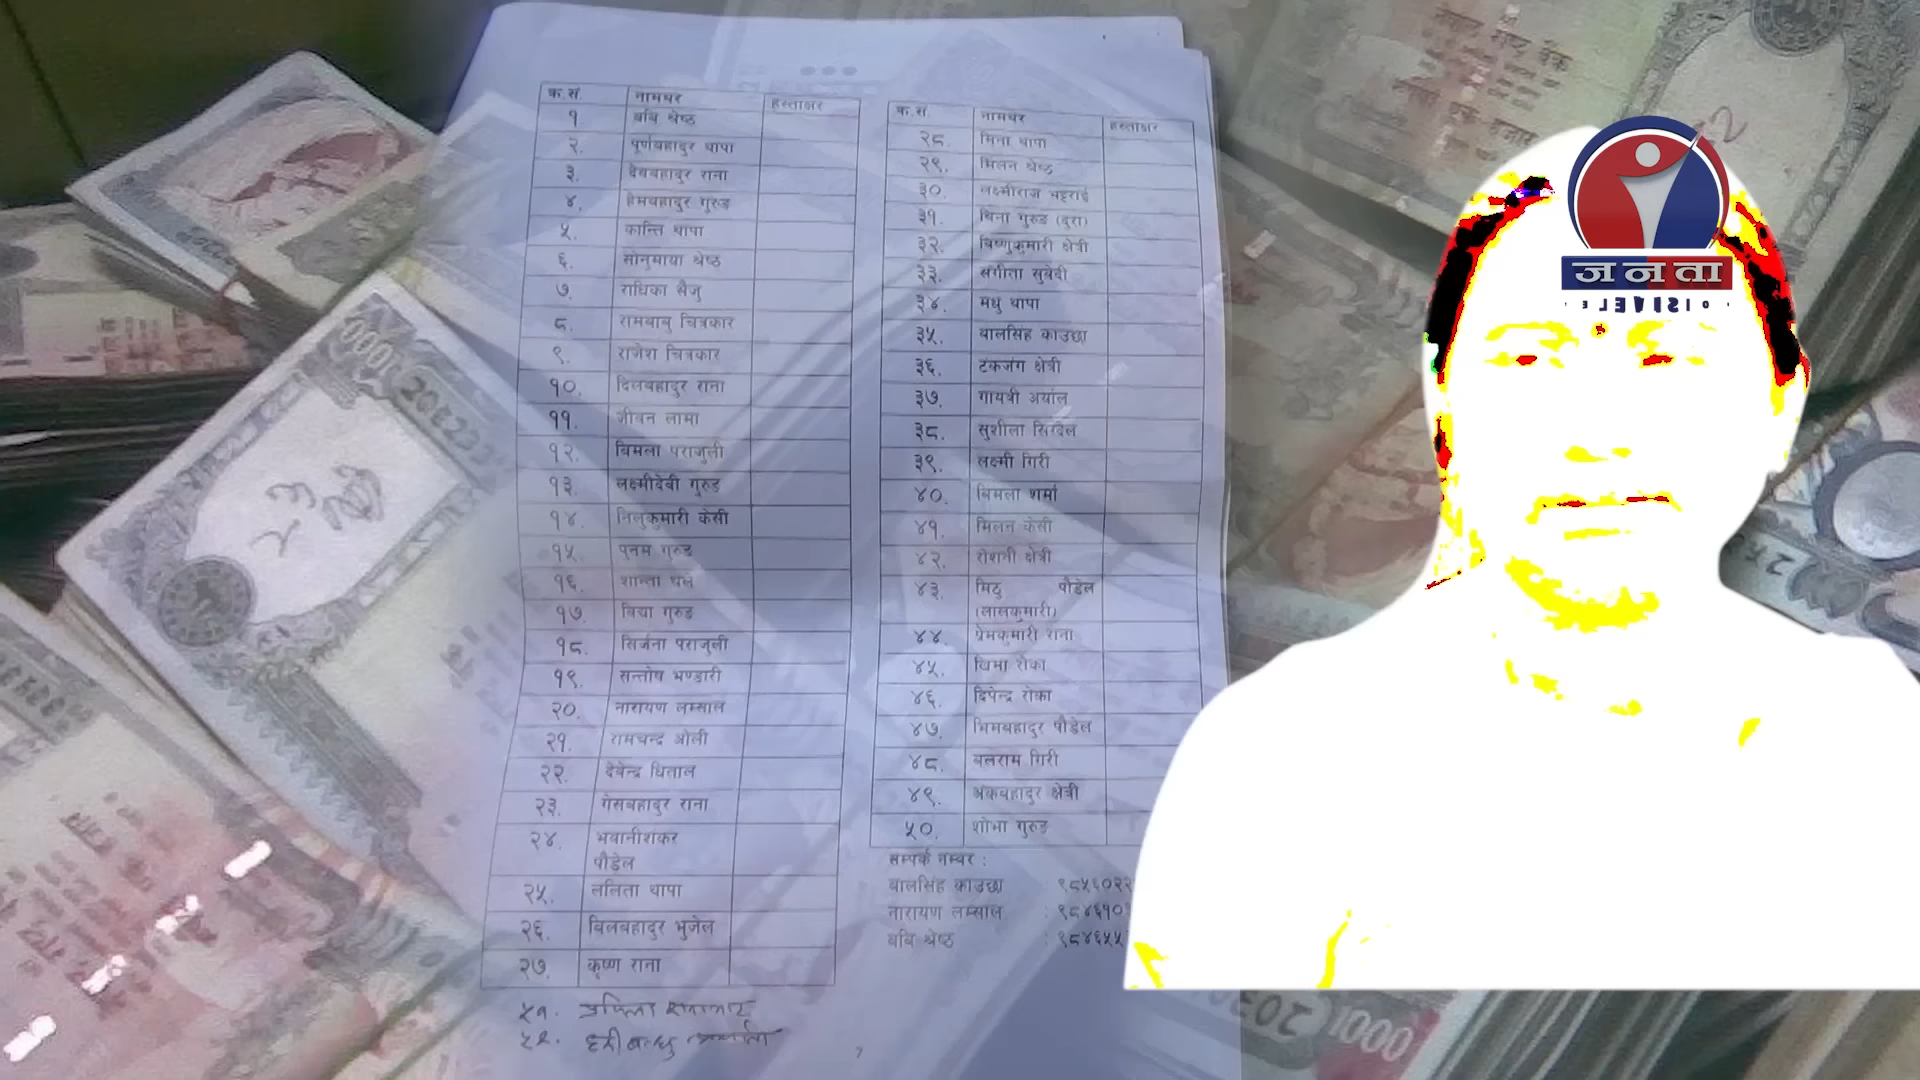 क.सं. नामथर हस्ताक्षर
१ बबि श्रेष्ठ
२. पूर्णबहादुर थापा
३. देवबहादुर राना
४. हेमबहादुर गुरुङ
५. कान्ति थापा
६. सोनुमाया श्रेष्ठ
७. राधिका सैजु
८. रामबाबु चित्रकार
९. राजेश चित्रकार
१०. दिलबहादुर राना
११. जीवन लामा
१२. बिमला पराजुली
१३. लक्ष्मीदेवी गुरुङ
१४. निलुकुमारी केसी
१५. पुनम गुरुङ
१६. शान्ता घले
१७. विद्या गुरुङ
१८. सिर्जना पराजुली
१९. सन्तोष भण्डारी
२०. नारायण लम्साल
२१. रामचन्द्र ओली
२२. देवेन्द्र धिताल
२३. गेसबहादुर राना
२४. भवानीशंकर
पौडेल
२५. ललिता थापा
२६. विलबहादुर भुजेल
२७. कृष्ण राना
५१.
५२.
7
क.सं. नामथर हस्ताक्षर
२८. मिना थापा
२९. मिलन श्रेष्ठ
३०. लक्ष्मीराज भट्टराई
३१. बिना गुरुङ (दुरा)
३२. बिष्णुकुमारी क्षेत्री
३३. संगीता सुवेदी
३४. मधु थापा
३५. बालसिंह काउछा
३६. टंकजंग क्षेत्री
३७. गायत्री अर्याल
३८. सुशीला सिग्देल
३९. लक्ष्मी गिरी
४०. बिमला शर्मा
४१. मिलन केसी
४२. रोशनी क्षेत्री
४३. मिठु पौडेल
(लालकुमारी)
४४. प्रेमकुमारी राना
४५. खिमा रोका
४६. दिपेन्द्र रोका
४७. भिमबहादुर पौडेल
४८. बलराम गिरी
४९. अंकबहादुर क्षेत्री
५०. शोभा गुरुङ
सम्पर्क नम्बर :
बालसिंह काउछा : ९८५६०२२
नारायण लम्साल : ९८४६१०
बबि श्रेष्ठ : ९८४६५५
जनता
1000